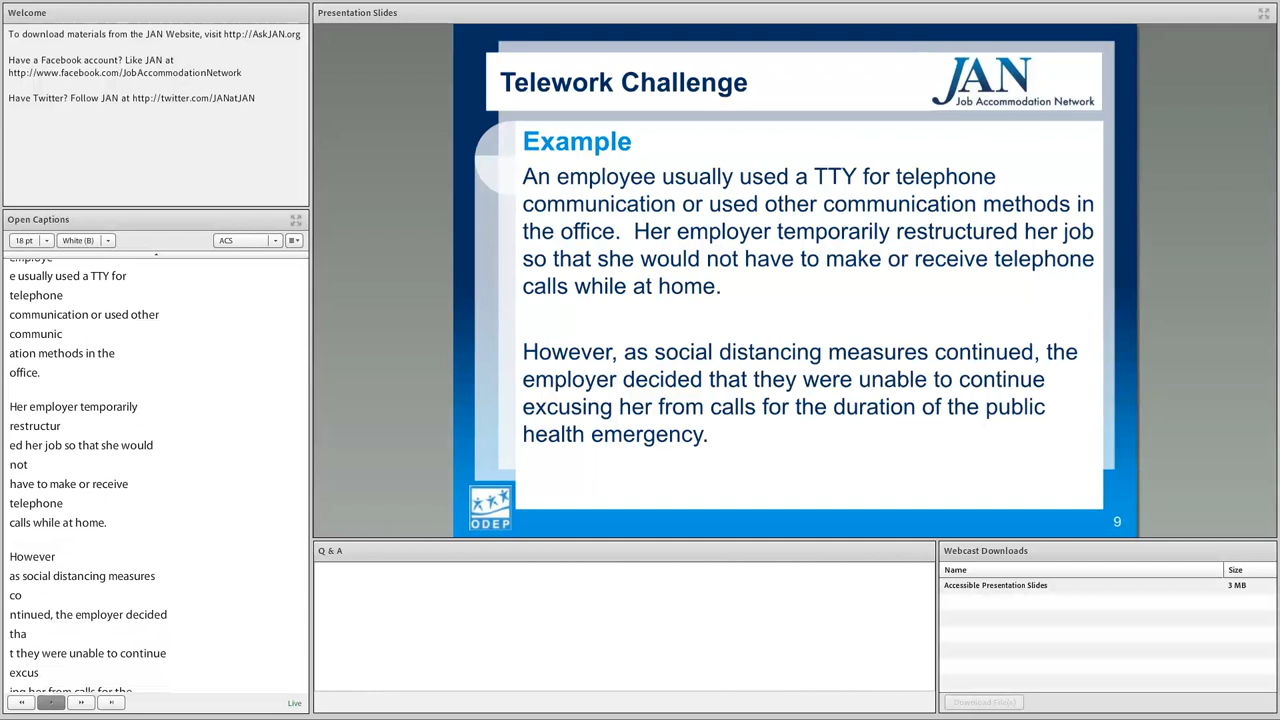 Welcome
To download materials from the JAN Website, visit http://AskJAN.org
Have a Facebook account? Like JAN at
http://www.facebook.com/JobAccommodationNetwork
Have Twitter? Follow JAN at http://twitter.com/JANatJAN
Open Captions
18 pt
White (B)
ACS
employe
e usually used a TTY for
telephone
communication or used other
communic
ation methods in the
office.
Her employer temporarily
restructur
ed her job so that she would
not
have to make or receive
telephone
calls while at home.
However
as social distancing measures
co
ntinued, the employer decided
tha
t they were unable to continue
excus
ing her from calls for the
Live
Presentation Slides
Telework Challenge
JAN
Job Accommodation Network
Example
An employee usually used a TTY for telephone
communication or used other communication methods in
the office. Her employer temporarily restructured her job
so that she would not have to make or receive telephone
calls while at home.
However, as social distancing measures continued, the
employer decided that they were unable to continue
excusing her from calls for the duration of the public
health emergency.
ODEP
9
Q & A
Webcast Downloads
Name Size
Accessible Presentation Slides 3 MB
Download File(s)